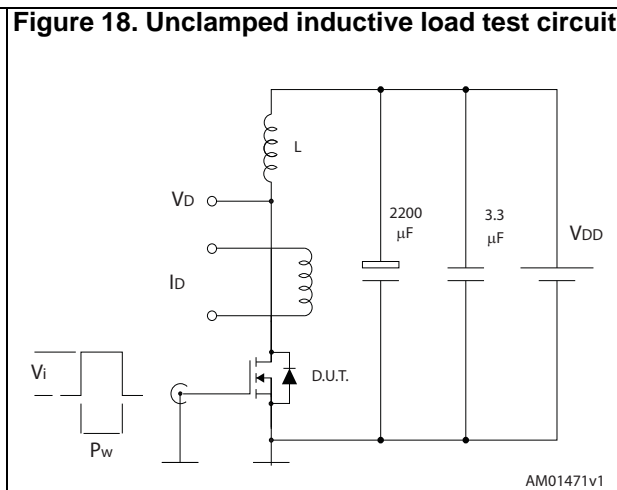 Figure 18. Unclamped inductive load test circuit
L
VD
2200
μF
3.3
μF
VDD
ID
Vi
D.U.T.
Pw
AM01471v1